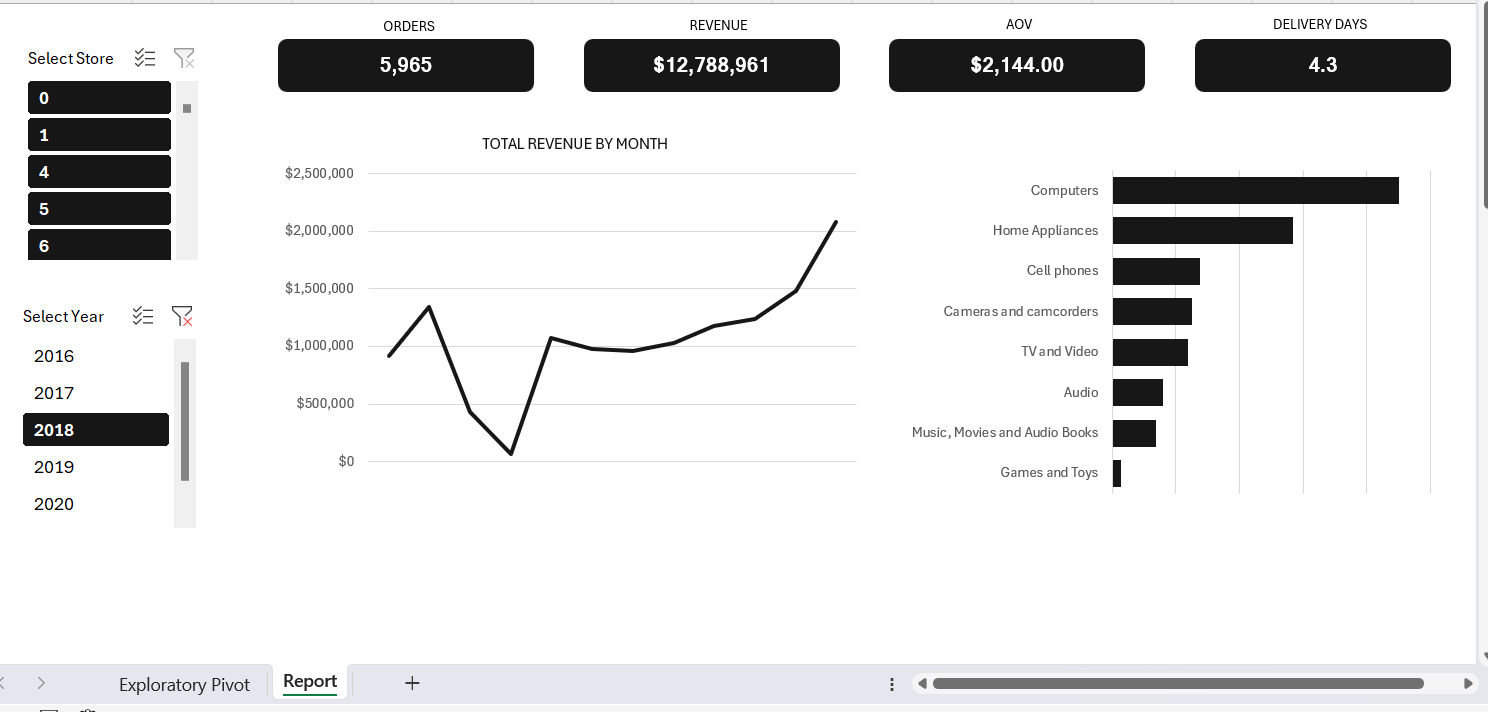 ORDERS
REVENUE
AOV
DELIVERY DAYS
5,965
$12,788,961
$2,144.00
4.3
Select Store
0
1
4
5
6
Select Year
2016
2017
2018
2019
2020
TOTAL REVENUE BY MONTH
$2,500,000
$2,000,000
$1,500,000
$1,000,000
$500,000
$0
Computers
Home Appliances
Cell phones
Cameras and camcorders
TV and Video
Audio
Music, Movies and Audio Books
Games and Toys
Exploratory Pivot
Report